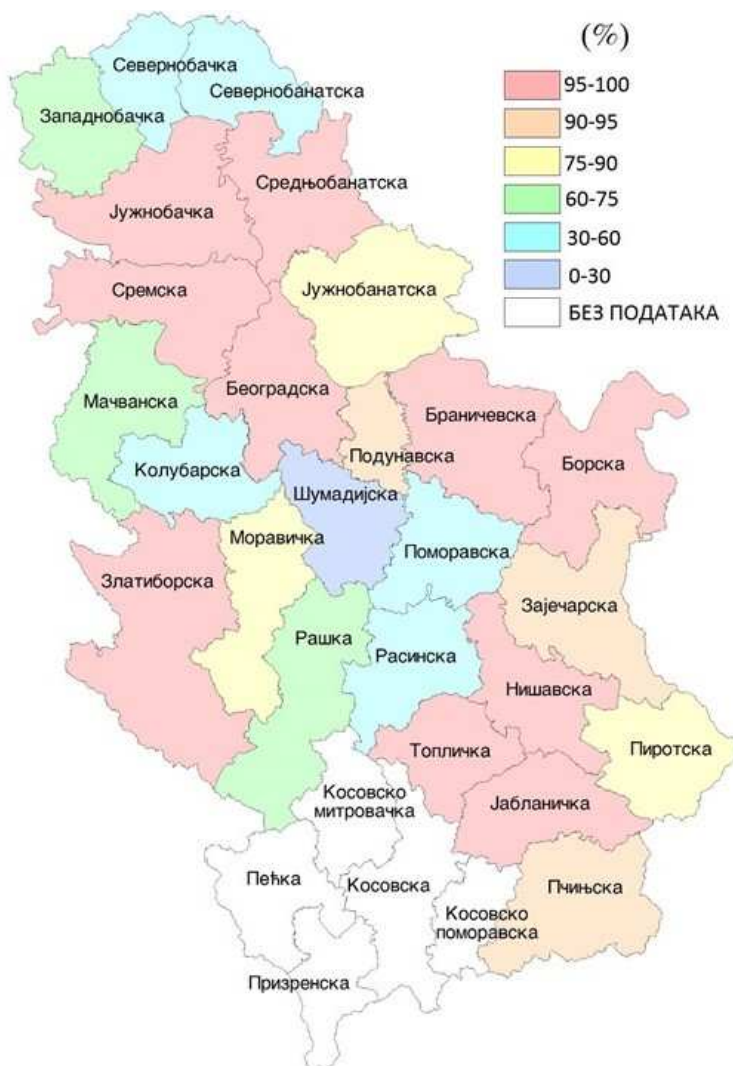 (%)
95-100
90-95
75-90
60-75
30-60
0-30
БЕЗ ПОДАТАКА
Севернобачка
Севернобанатска
Западнобачка
Средњобанатска
Јужнобачка
Сремска
Јужнобанатска
Београдска
Мачванска
Браничевска
Подунавска
Борска
Колубарска
Шумадијска
Моравичка
Поморавска
Златиборска
Зајечарска
Рашка
Расинска
Нишавска
Топличка
Пиротска
Јабланичка
Косовско
митровачка
Пећка
Косовска
Пчињска
Косовско
поморавска
Призренска